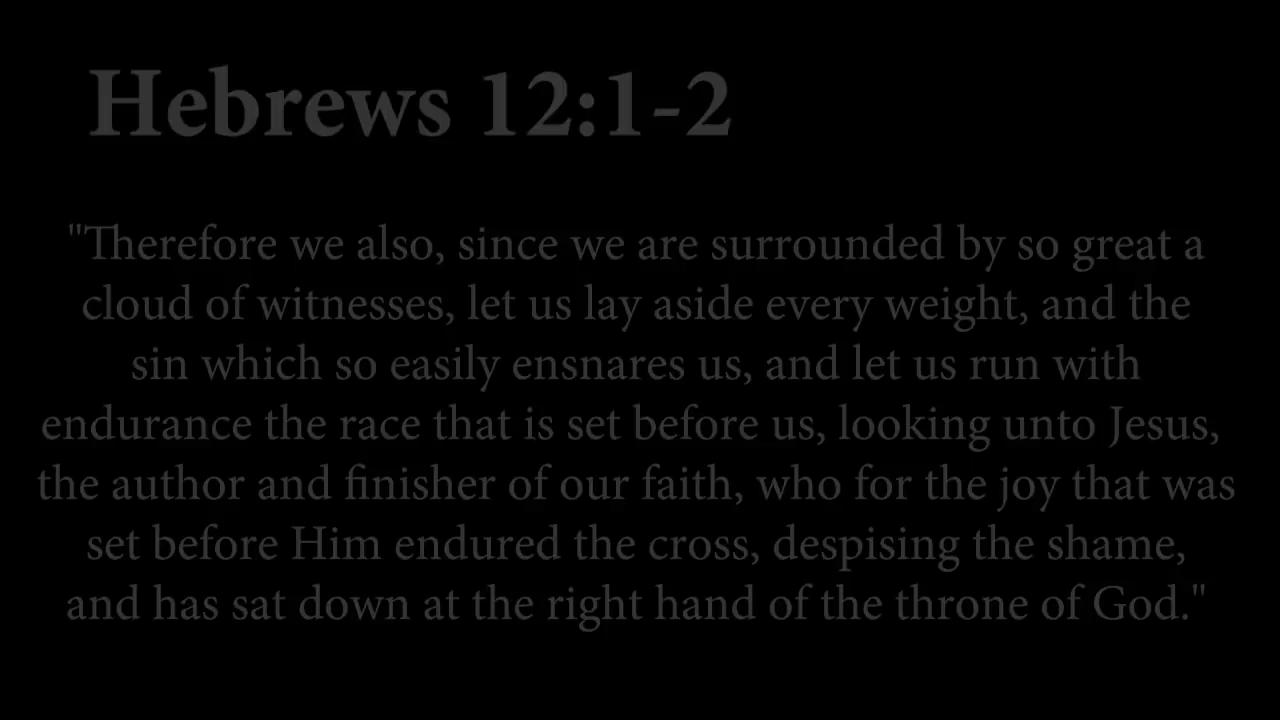 Hebrews 12:1-2
"Therefore we also, since we are surrounded by so great a
cloud of witnesses, let us lay aside every weight, and the
sin which so easily ensnares us, and let us run with
endurance the race that is set before us, looking unto Jesus,
the author and finisher of our faith, who for the joy that was
set before Him endured the cross, despising the shame,
and has sat down at the right hand of the throne of God."